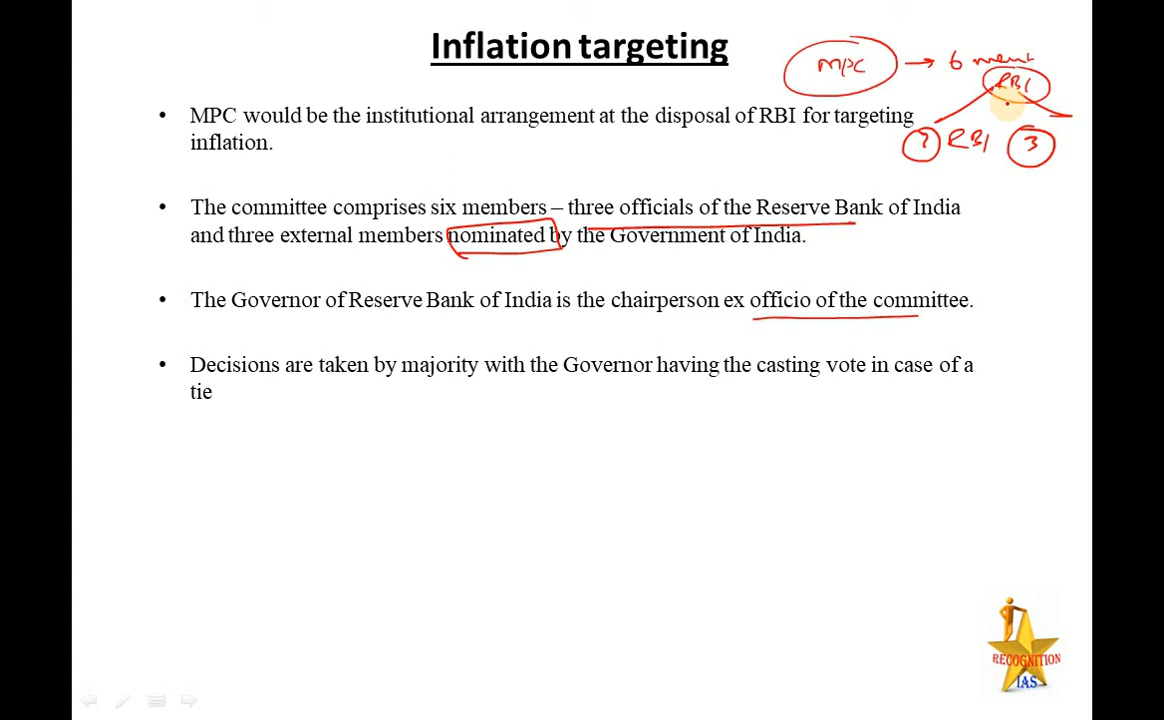 Inflation targeting
MPC → 6 mem
RBI
• MPC would be the institutional arrangement at the disposal of RBI for targeting
inflation.
RBI 3
• The committee comprises six members – three officials of the Reserve Bank of India
and three external members nominated by the Government of India.
• The Governor of Reserve Bank of India is the chairperson ex officio of the committee.
• Decisions are taken by majority with the Governor having the casting vote in case of a
tie
RECOGNITION
IAS